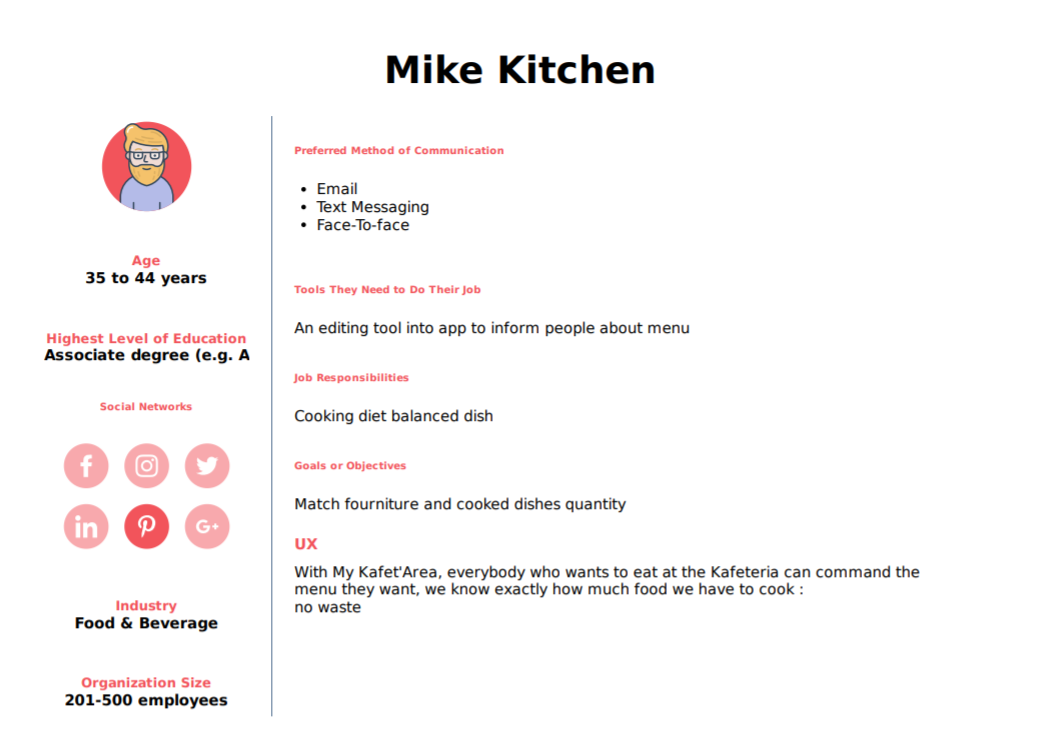 Mike Kitchen
Age
35 to 44 years
Highest Level of Education
Associate degree (e.g. A
Social Networks
f
in
G+
Industry
Food & Beverage
Organization Size
201-500 employees
Preferred Method of Communication
• Email
• Text Messaging
• Face-To-face
Tools They Need to Do Their Job
An editing tool into app to inform people about menu
Job Responsibilities
Cooking diet balanced dish
Goals or Objectives
Match fourniture and cooked dishes quantity
UX
With My Kafet'Area, everybody who wants to eat at the Kafeteria can command the
menu they want, we know exactly how much food we have to cook :
no waste